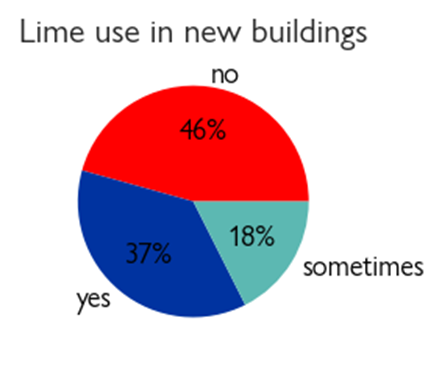 Lime use in new buildings
no
46%
18%
37%
sometimes
yes